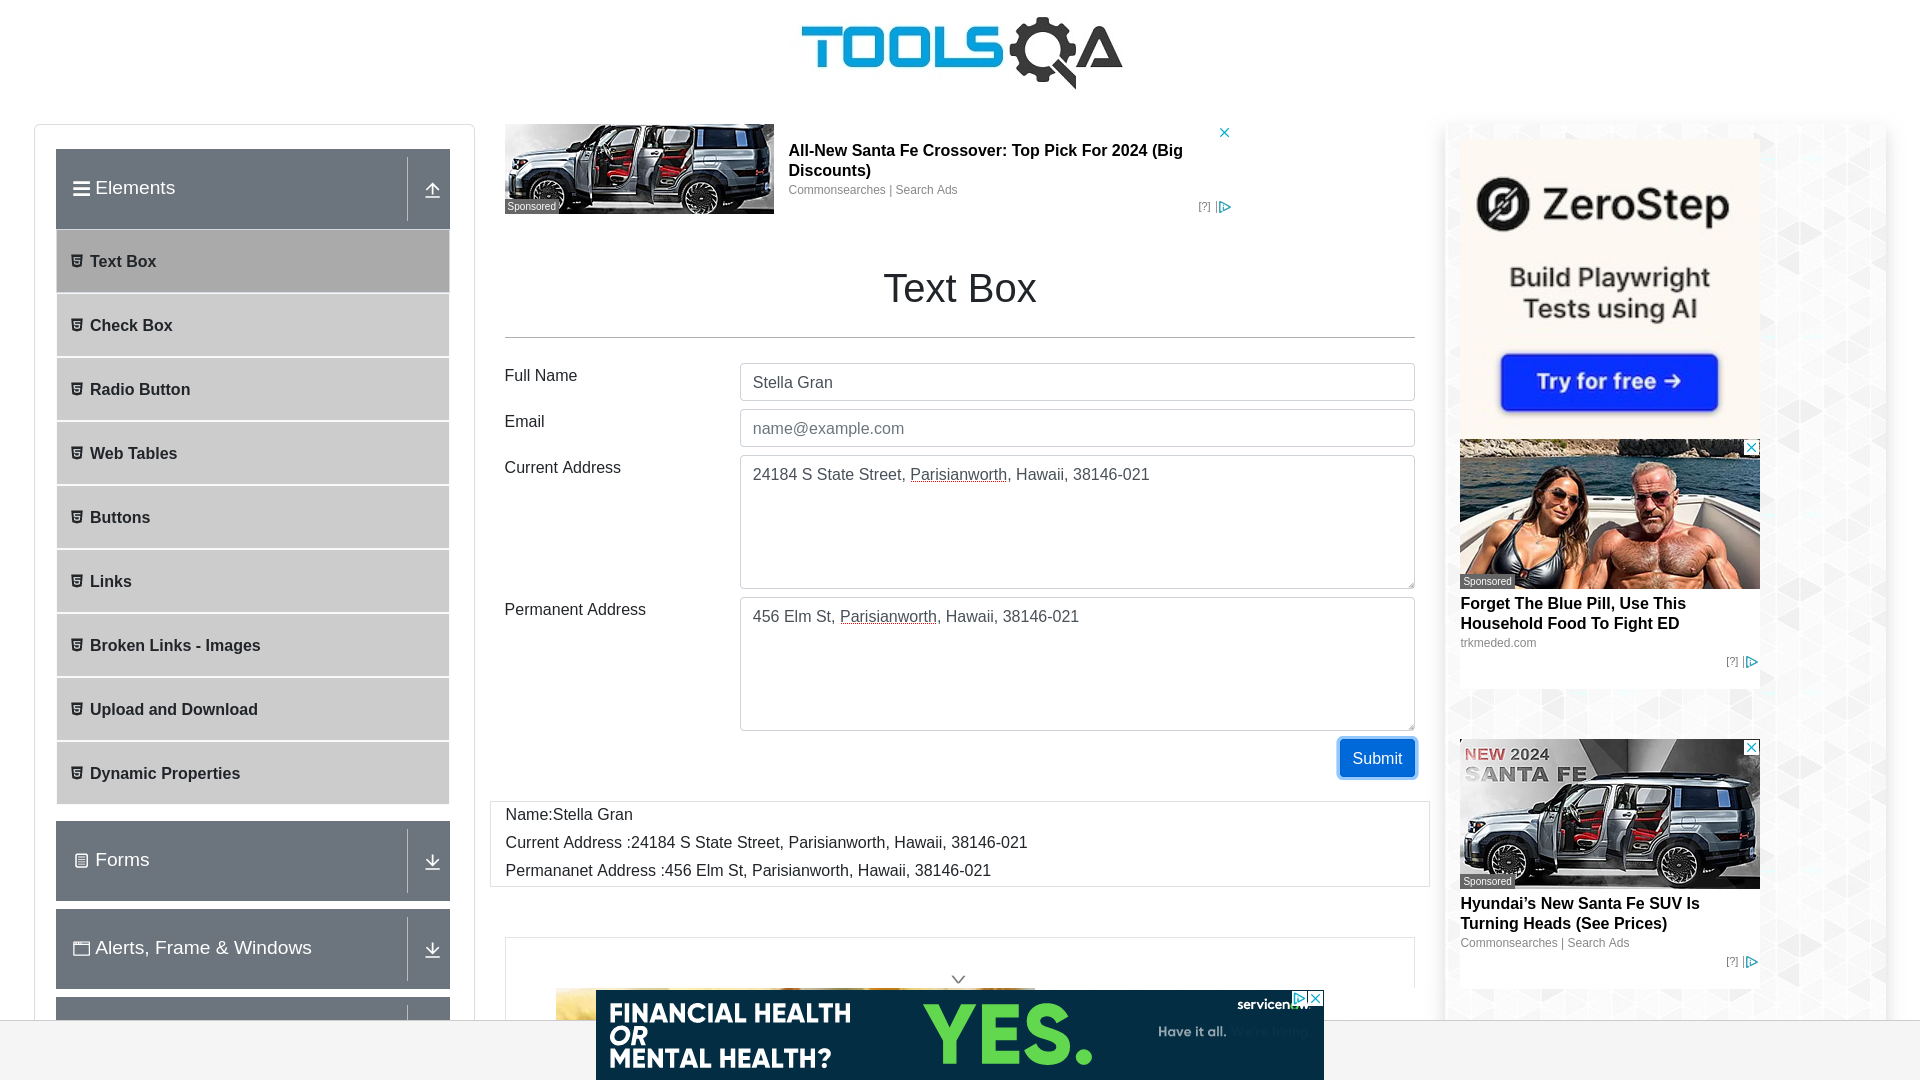 TOOLSQA
Elements
Text Box
Check Box
Radio Button
Web Tables
Buttons
Links
Broken Links - Images
Upload and Download
Dynamic Properties
Forms
Alerts, Frame & Windows
Sponsored
All-New Santa Fe Crossover: Top Pick For 2024 (Big
Discounts)
Commonsearches | Search Ads
[?]
Text Box
Full Name
Stella Gran
Email
name@example.com
Current Address
24184 S State Street, Parisianworth, Hawaii, 38146-021
Permanent Address
456 Elm St, Parisianworth, Hawaii, 38146-021
Submit
Name:Stella Gran
Current Address :24184 S State Street, Parisianworth, Hawaii, 38146-021
Permananet Address :456 Elm St, Parisianworth, Hawaii, 38146-021
ZeroStep
Build Playwright
Tests using AI
Try for free →
Sponsored
Forget The Blue Pill, Use This
Household Food To Fight ED
trkmeded.com
[?]
NEW 2024
SANTA FE
Sponsored
Hyundai’s New Santa Fe SUV Is
Turning Heads (See Prices)
Commonsearches | Search Ads
[?]
FINANCIAL HEALTH
OR
MENTAL HEALTH?
YES.
servicenow
Have it all.